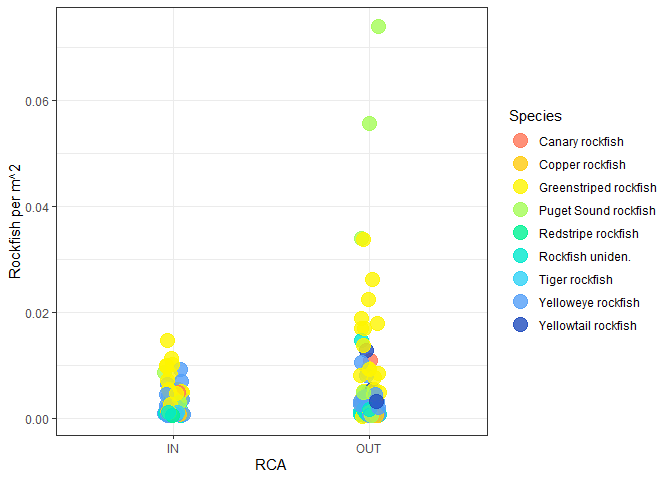 Rockfish per m^2
0.06
0.04
0.02
0.00
IN
OUT
RCA
Species
Canary rockfish
Copper rockfish
Greenstriped rockfish
Puget Sound rockfish
Redstripe rockfish
Rockfish uniden.
Tiger rockfish
Yelloweye rockfish
Yellowtail rockfish